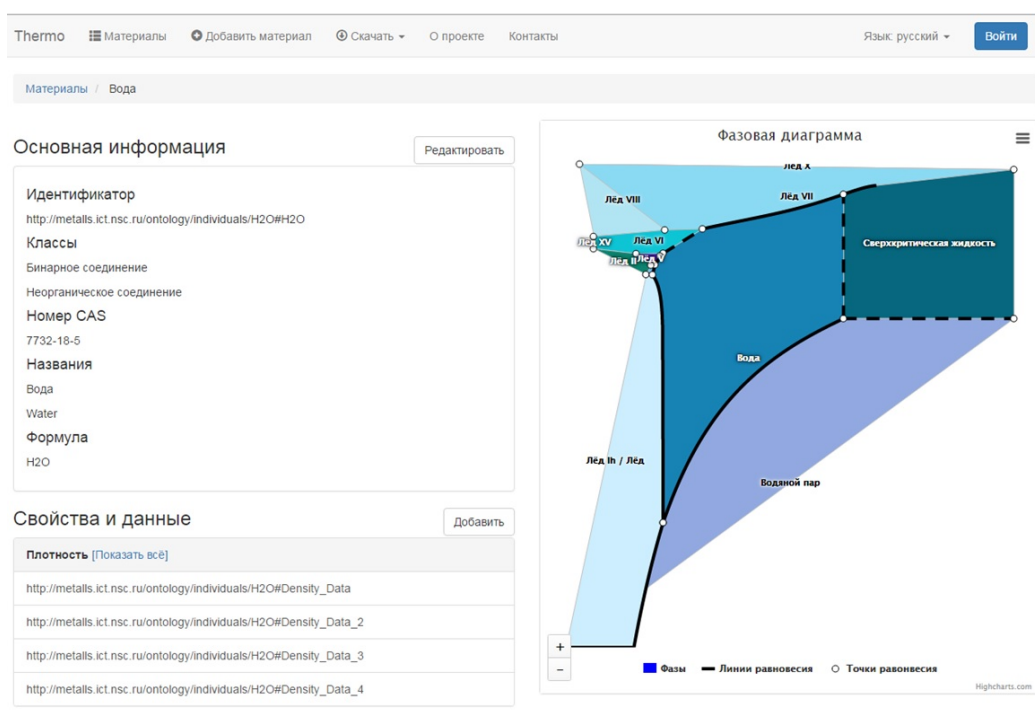 Thermo Материалы Добавить материал Скачать О проекте Контакты Язык: русский Войти
Материалы / Вода
Основная информация
Редактировать
Идентификатор
http://metalls.ict.nsc.ru/ontology/individuals/H2O#H2O
Классы
Бинарное соединение
Неорганическое соединение
Номер CAS
7732-18-5
Названия
Вода
Water
Формула
H2O
Свойства и данные
Добавить
Плотность [Показать всё]
http://metalls.ict.nsc.ru/ontology/individuals/H2O#Density_Data
http://metalls.ict.nsc.ru/ontology/individuals/H2O#Density_Data_2
http://metalls.ict.nsc.ru/ontology/individuals/H2O#Density_Data_3
http://metalls.ict.nsc.ru/ontology/individuals/H2O#Density_Data_4
Фазовая диаграмма
Лёд X
Лёд VIII
Лёд VII
Лёд XV
Лёд VI
Сверхкритическая жидкость
Лёд II
Лёд V
Вода
Лёд Ih / Лёд
Водяной пар
+
−
Фазы Линии равновесия Точки равонвесия
Highcharts.com